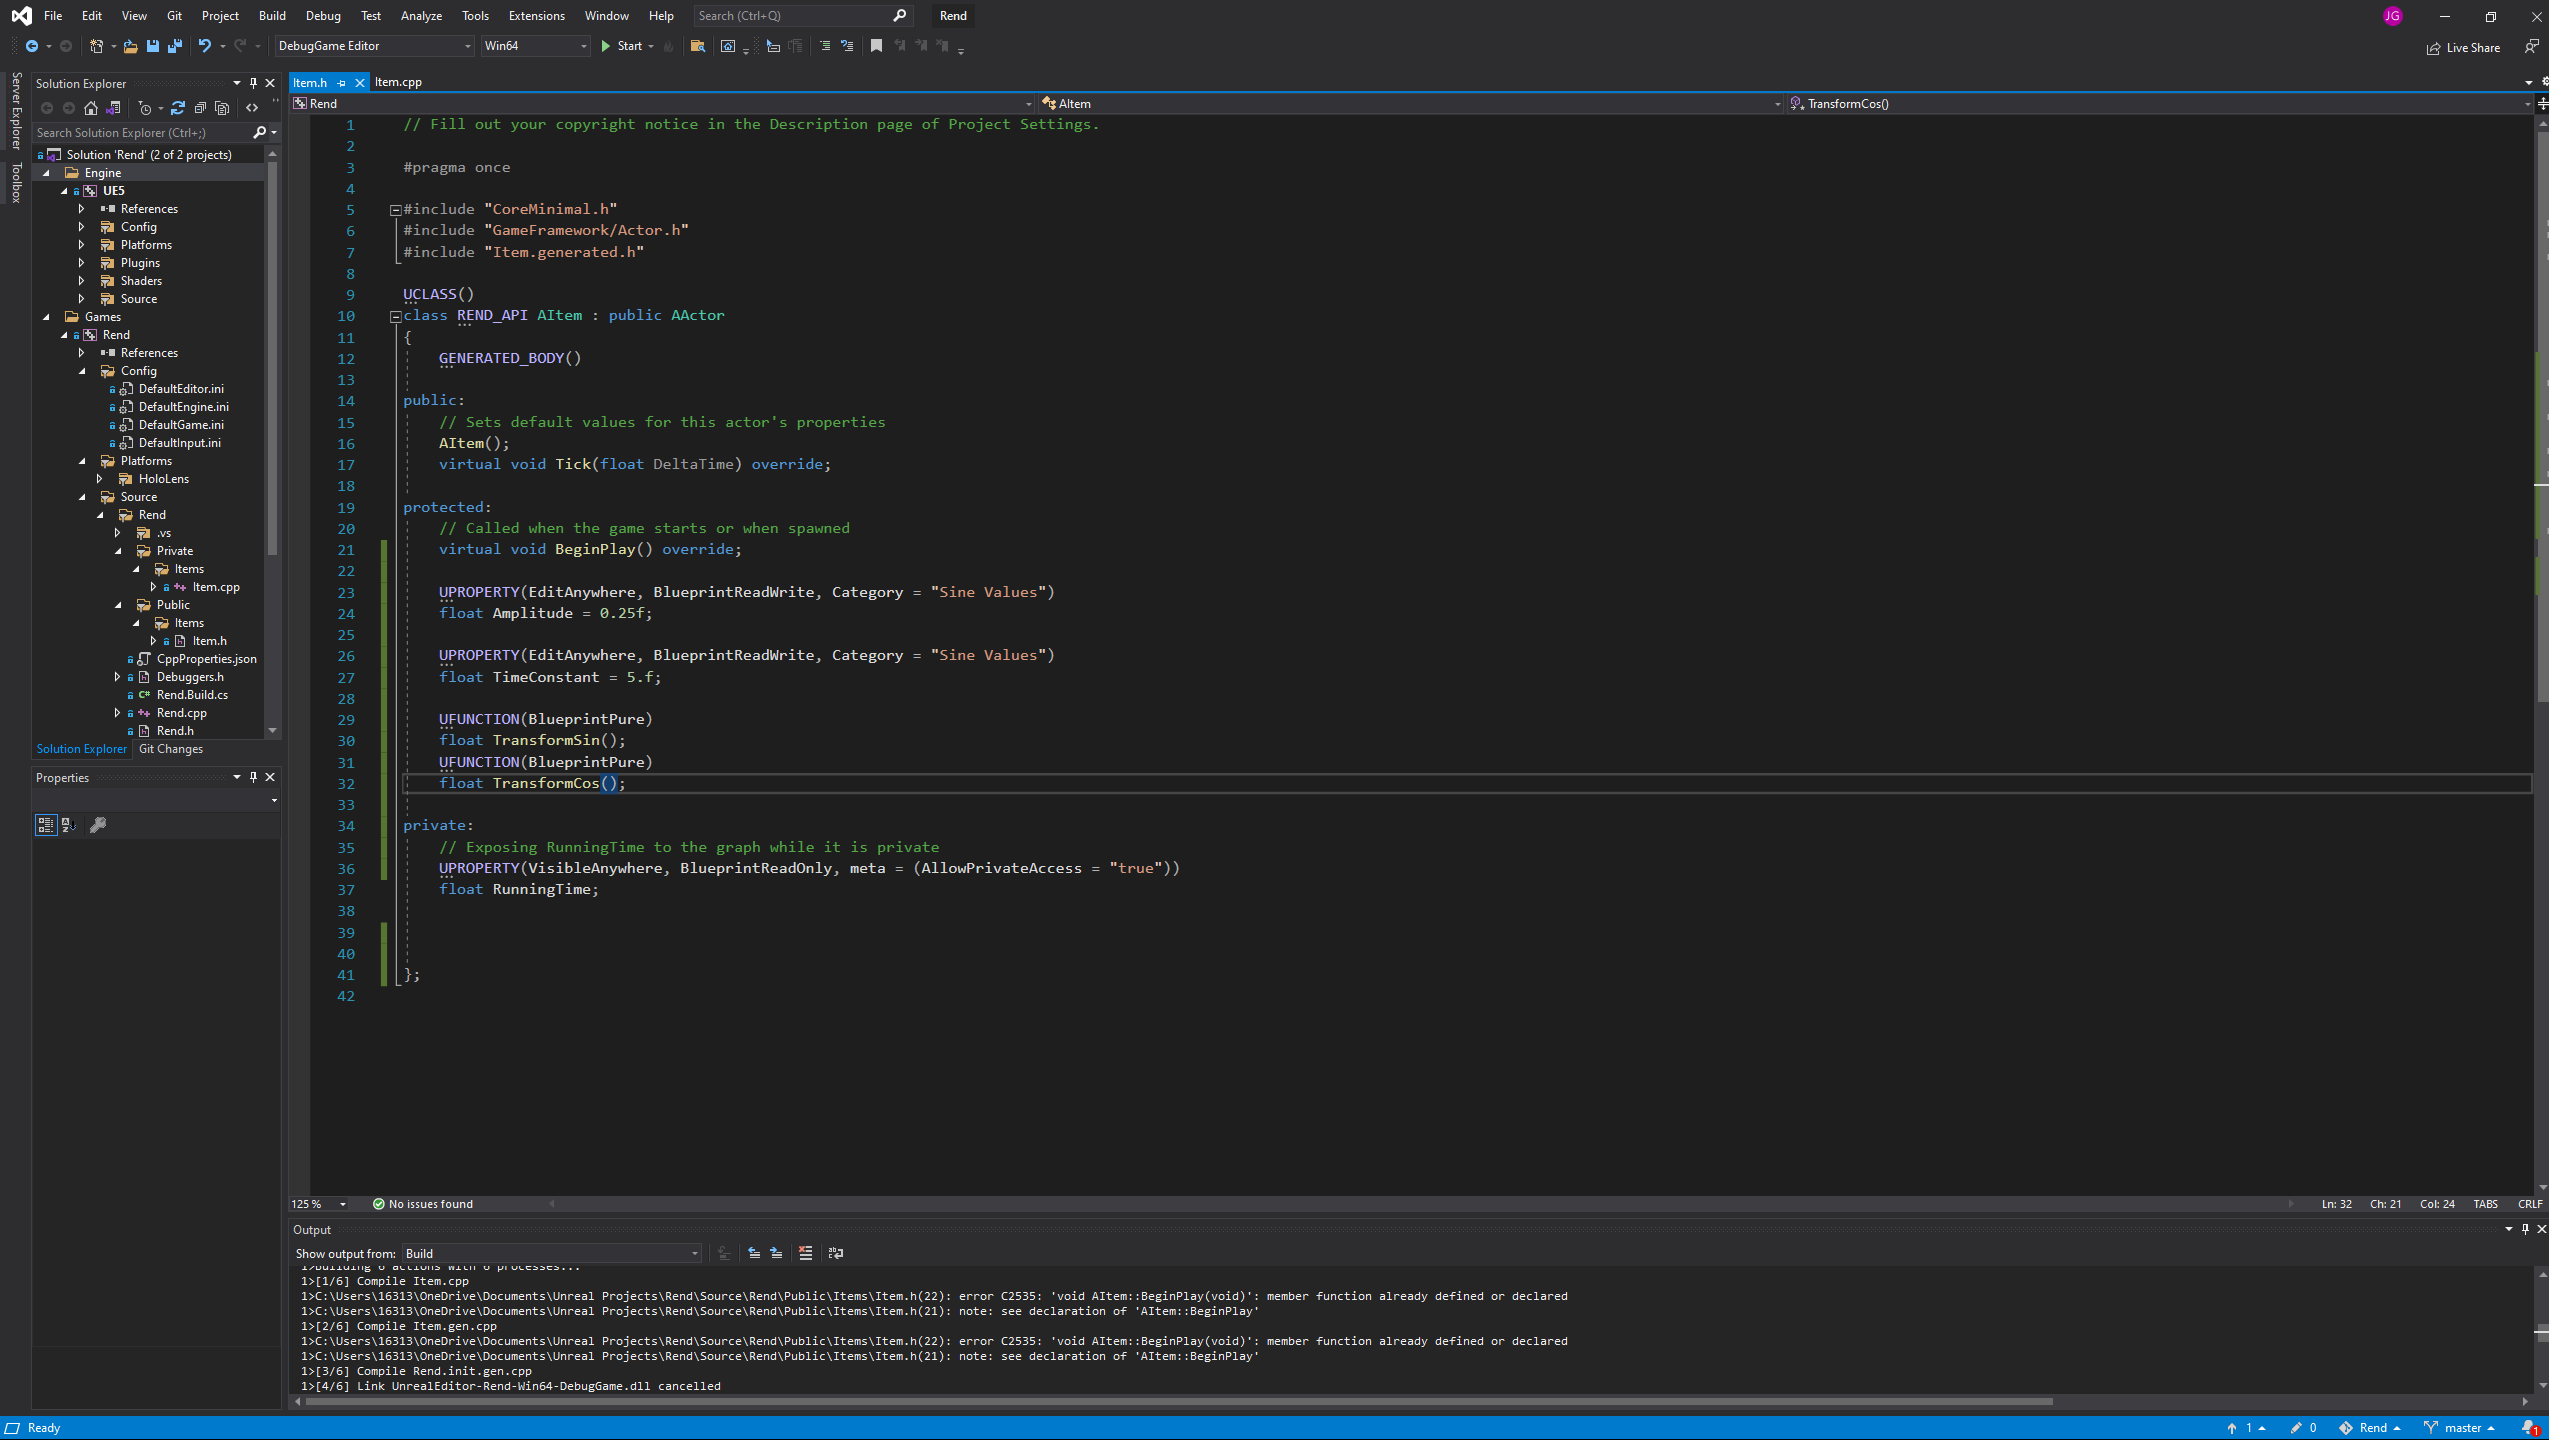 File Edit View Git Project Build Debug Test Analyze Tools Extensions Window Help Search (Ctrl+Q) Rend JG
DebugGame Editor Win64 Start Live Share
Server Explorer
Toolbox
Solution Explorer
Search Solution Explorer (Ctrl+;)
Solution 'Rend' (2 of 2 projects)
Engine
UE5
References
Config
Platforms
Plugins
Shaders
Source
Games
Rend
References
Config
DefaultEditor.ini
DefaultEngine.ini
DefaultGame.ini
DefaultInput.ini
Platforms
HoloLens
Source
Rend
.vs
Private
Items
Item.cpp
Public
Items
Item.h
CppProperties.json
Debuggers.h
Rend.Build.cs
Rend.cpp
Rend.h
Solution Explorer Git Changes
Properties
Item.h Item.cpp
Rend AItem TransformCos()
1 // Fill out your copyright notice in the Description page of Project Settings.
2
3 #pragma once
4
5 #include "CoreMinimal.h"
6 #include "GameFramework/Actor.h"
7 #include "Item.generated.h"
8
9 UCLASS()
10 class REND_API AItem : public AActor
11 {
12 GENERATED_BODY()
13
14 public:
15 // Sets default values for this actor's properties
16 AItem();
17 virtual void Tick(float DeltaTime) override;
18
19 protected:
20 // Called when the game starts or when spawned
21 virtual void BeginPlay() override;
22
23 UPROPERTY(EditAnywhere, BlueprintReadWrite, Category = "Sine Values")
24 float Amplitude = 0.25f;
25
26 UPROPERTY(EditAnywhere, BlueprintReadWrite, Category = "Sine Values")
27 float TimeConstant = 5.f;
28
29 UFUNCTION(BlueprintPure)
30 float TransformSin();
31 UFUNCTION(BlueprintPure)
32 float TransformCos();
33
34 private:
35 // Exposing RunningTime to the graph while it is private
36 UPROPERTY(VisibleAnywhere, BlueprintReadOnly, meta = (AllowPrivateAccess = "true"))
37 float RunningTime;
38
39
40
41 };
42
125 % No issues found Ln: 32 Ch: 21 Col: 24 TABS CRLF
Output
Show output from: Build
1>Building 6 actions with 6 processes...
1>[1/6] Compile Item.cpp
1>C:\Users\16313\OneDrive\Documents\Unreal Projects\Rend\Source\Rend\Public\Items\Item.h(22): error C2535: 'void AItem::BeginPlay(void)': member function already defined or declared
1>C:\Users\16313\OneDrive\Documents\Unreal Projects\Rend\Source\Rend\Public\Items\Item.h(21): note: see declaration of 'AItem::BeginPlay'
1>[2/6] Compile Item.gen.cpp
1>C:\Users\16313\OneDrive\Documents\Unreal Projects\Rend\Source\Rend\Public\Items\Item.h(22): error C2535: 'void AItem::BeginPlay(void)': member function already defined or declared
1>C:\Users\16313\OneDrive\Documents\Unreal Projects\Rend\Source\Rend\Public\Items\Item.h(21): note: see declaration of 'AItem::BeginPlay'
1>[3/6] Compile Rend.init.gen.cpp
1>[4/6] Link UnrealEditor-Rend-Win64-DebugGame.dll cancelled
Ready 1 0 Rend master 1